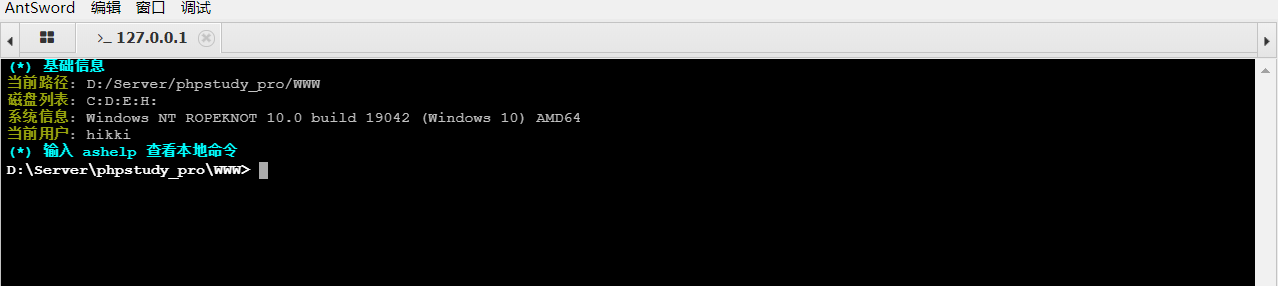 AntSword 编辑 窗口 调试
>_ 127.0.0.1
(*) 基础信息
当前路径: D:/Server/phpstudy_pro/WWW
磁盘列表: C:D:E:H:
系统信息: Windows NT ROPEKNOT 10.0 build 19042 (Windows 10) AMD64
当前用户: hikki
(*) 输入 ashelp 查看本地命令
D:\Server\phpstudy_pro\WWW>